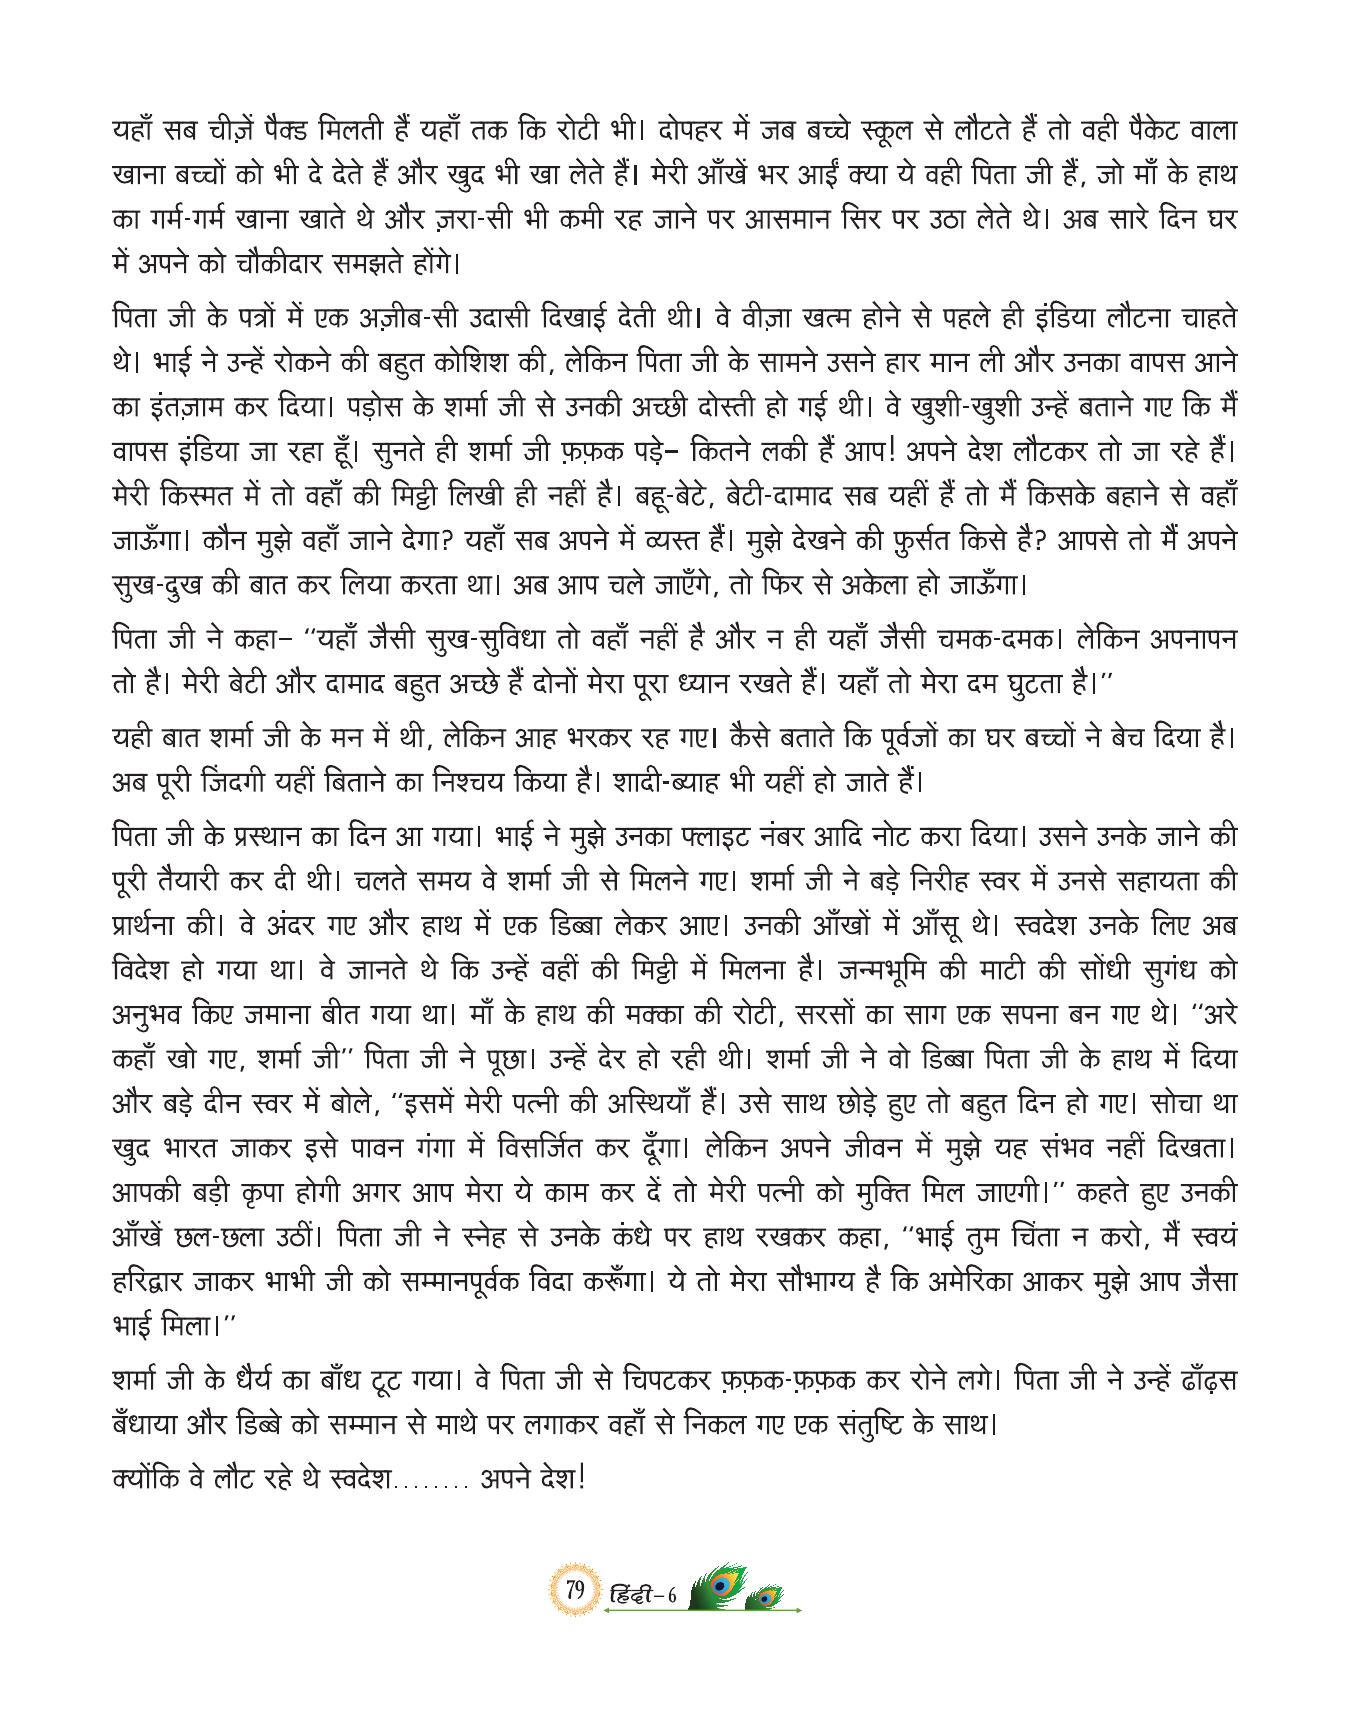 यहाँ सब चीज़ें पैक्ड मिलती हैं यहाँ तक कि रोटी भी। दोपहर में जब बच्चे स्कूल से लौटते हैं तो वही पैकेट वाला
खाना बच्चों को भी दे देते हैं और खुद भी खा लेते हैं। मेरी आँखें भर आईं क्या ये वही पिता जी हैं, जो माँ के हाथ
का गर्म-गर्म खाना खाते थे और ज़रा-सी भी कमी रह जाने पर आसमान सिर पर उठा लेते थे। अब सारे दिन घर
में अपने को चौकीदार समझते होंगे।
पिता जी के पत्रों में एक अज़ीब-सी उदासी दिखाई देती थी। वे वीज़ा खत्म होने से पहले ही इंडिया लौटना चाहते
थे। भाई ने उन्हें रोकने की बहुत कोशिश की, लेकिन पिता जी के सामने उसने हार मान ली और उनका वापस आने
का इंतज़ाम कर दिया। पड़ोस के शर्मा जी से उनकी अच्छी दोस्ती हो गई थी। वे खुशी-खुशी उन्हें बताने गए कि मैं
वापस इंडिया जा रहा हूँ। सुनते ही शर्मा जी फ़फ़क पड़े– कितने लकी हैं आप! अपने देश लौटकर तो जा रहे हैं।
मेरी किस्मत में तो वहाँ की मिट्टी लिखी ही नहीं है। बहू-बेटे, बेटी-दामाद सब यहीं हैं तो मैं किसके बहाने से वहाँ
जाऊँगा। कौन मुझे वहाँ जाने देगा? यहाँ सब अपने में व्यस्त हैं। मुझे देखने की फ़ुर्सत किसे है? आपसे तो मैं अपने
सुख-दुख की बात कर लिया करता था। अब आप चले जाएँगे, तो फिर से अकेला हो जाऊँगा।
पिता जी ने कहा– ‘‘यहाँ जैसी सुख-सुविधा तो वहाँ नहीं है और न ही यहाँ जैसी चमक-दमक। लेकिन अपनापन
तो है। मेरी बेटी और दामाद बहुत अच्छे हैं दोनों मेरा पूरा ध्यान रखते हैं। यहाँ तो मेरा दम घुटता है।’’
यही बात शर्मा जी के मन में थी, लेकिन आह भरकर रह गए। कैसे बताते कि पूर्वजों का घर बच्चों ने बेच दिया है।
अब पूरी जिंदगी यहीं बिताने का निश्चय किया है। शादी-ब्याह भी यहीं हो जाते हैं।
पिता जी के प्रस्थान का दिन आ गया। भाई ने मुझे उनका फ्लाइट नंबर आदि नोट करा दिया। उसने उनके जाने की
पूरी तैयारी कर दी थी। चलते समय वे शर्मा जी से मिलने गए। शर्मा जी ने बड़े निरीह स्वर में उनसे सहायता की
प्रार्थना की। वे अंदर गए और हाथ में एक डिब्बा लेकर आए। उनकी आँखों में आँसू थे। स्वदेश उनके लिए अब
विदेश हो गया था। वे जानते थे कि उन्हें वहीं की मिट्टी में मिलना है। जन्मभूमि की माटी की सोंधी सुगंध को
अनुभव किए जमाना बीत गया था। माँ के हाथ की मक्का की रोटी, सरसों का साग एक सपना बन गए थे। ‘‘अरे
कहाँ खो गए, शर्मा जी’’ पिता जी ने पूछा। उन्हें देर हो रही थी। शर्मा जी ने वो डिब्बा पिता जी के हाथ में दिया
और बड़े दीन स्वर में बोले, ‘‘इसमें मेरी पत्नी की अस्थियाँ हैं। उसे साथ छोड़े हुए तो बहुत दिन हो गए। सोचा था
खुद भारत जाकर इसे पावन गंगा में विसर्जित कर दूँगा। लेकिन अपने जीवन में मुझे यह संभव नहीं दिखता।
आपकी बड़ी कृपा होगी अगर आप मेरा ये काम कर दें तो मेरी पत्नी को मुक्ति मिल जाएगी।’’ कहते हुए उनकी
आँखें छल-छला उठीं। पिता जी ने स्नेह से उनके कंधे पर हाथ रखकर कहा, ‘‘भाई तुम चिंता न करो, मैं स्वयं
हरिद्वार जाकर भाभी जी को सम्मानपूर्वक विदा करूँगा। ये तो मेरा सौभाग्य है कि अमेरिका आकर मुझे आप जैसा
भाई मिला।’’
शर्मा जी के धैर्य का बाँध टूट गया। वे पिता जी से चिपटकर फ़फ़क-फ़फ़क कर रोने लगे। पिता जी ने उन्हें ढाँढ़स
बँधाया और डिब्बे को सम्मान से माथे पर लगाकर वहाँ से निकल गए एक संतुष्टि के साथ।
क्योंकि वे लौट रहे थे स्वदेश........ अपने देश!
79 हिंदी–6